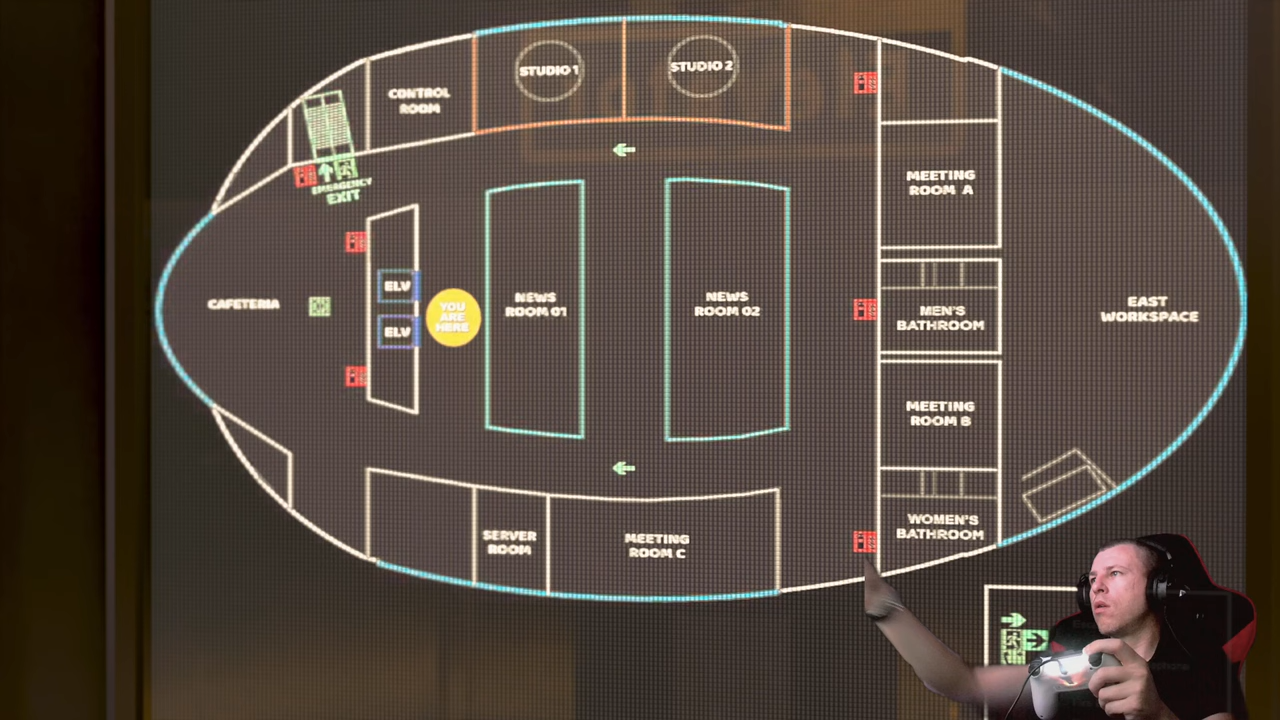 STUDIO 1
STUDIO 2
CONTROL
ROOM
EMERGENCY
EXIT
MEETING
ROOM A
CAFETERIA
ELV
ELV
YOU
ARE
HERE
NEWS
ROOM 01
NEWS
ROOM 02
MEN'S
BATHROOM
EAST
WORKSPACE
MEETING
ROOM B
SERVER
ROOM
MEETING
ROOM C
WOMEN'S
BATHROOM